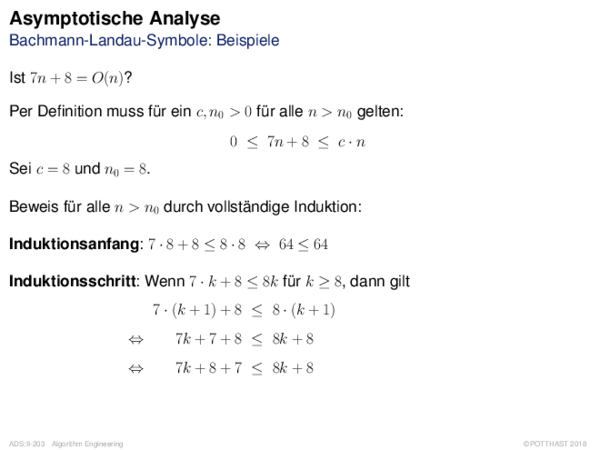 Asymptotische Analyse
Bachmann-Landau-Symbole: Beispiele
Ist 7n + 8 = O(n)?
Per Definition muss für ein c, n₀ > 0 für alle n > n₀ gelten:
0 ≤ 7n + 8 ≤ c · n
Sei c = 8 und n₀ = 8.
Beweis für alle n > n₀ durch vollständige Induktion:
Induktionsanfang: 7 · 8 + 8 ≤ 8 · 8 ⇔ 64 ≤ 64
Induktionsschritt: Wenn 7 · k + 8 ≤ 8k für k ≥ 8, dann gilt
7 · (k + 1) + 8 ≤ 8 · (k + 1)
⇔ 7k + 7 + 8 ≤ 8k + 8
⇔ 7k + 8 + 7 ≤ 8k + 8
ADS:II-203 Algorithm Engineering
© POTTHAST 2018